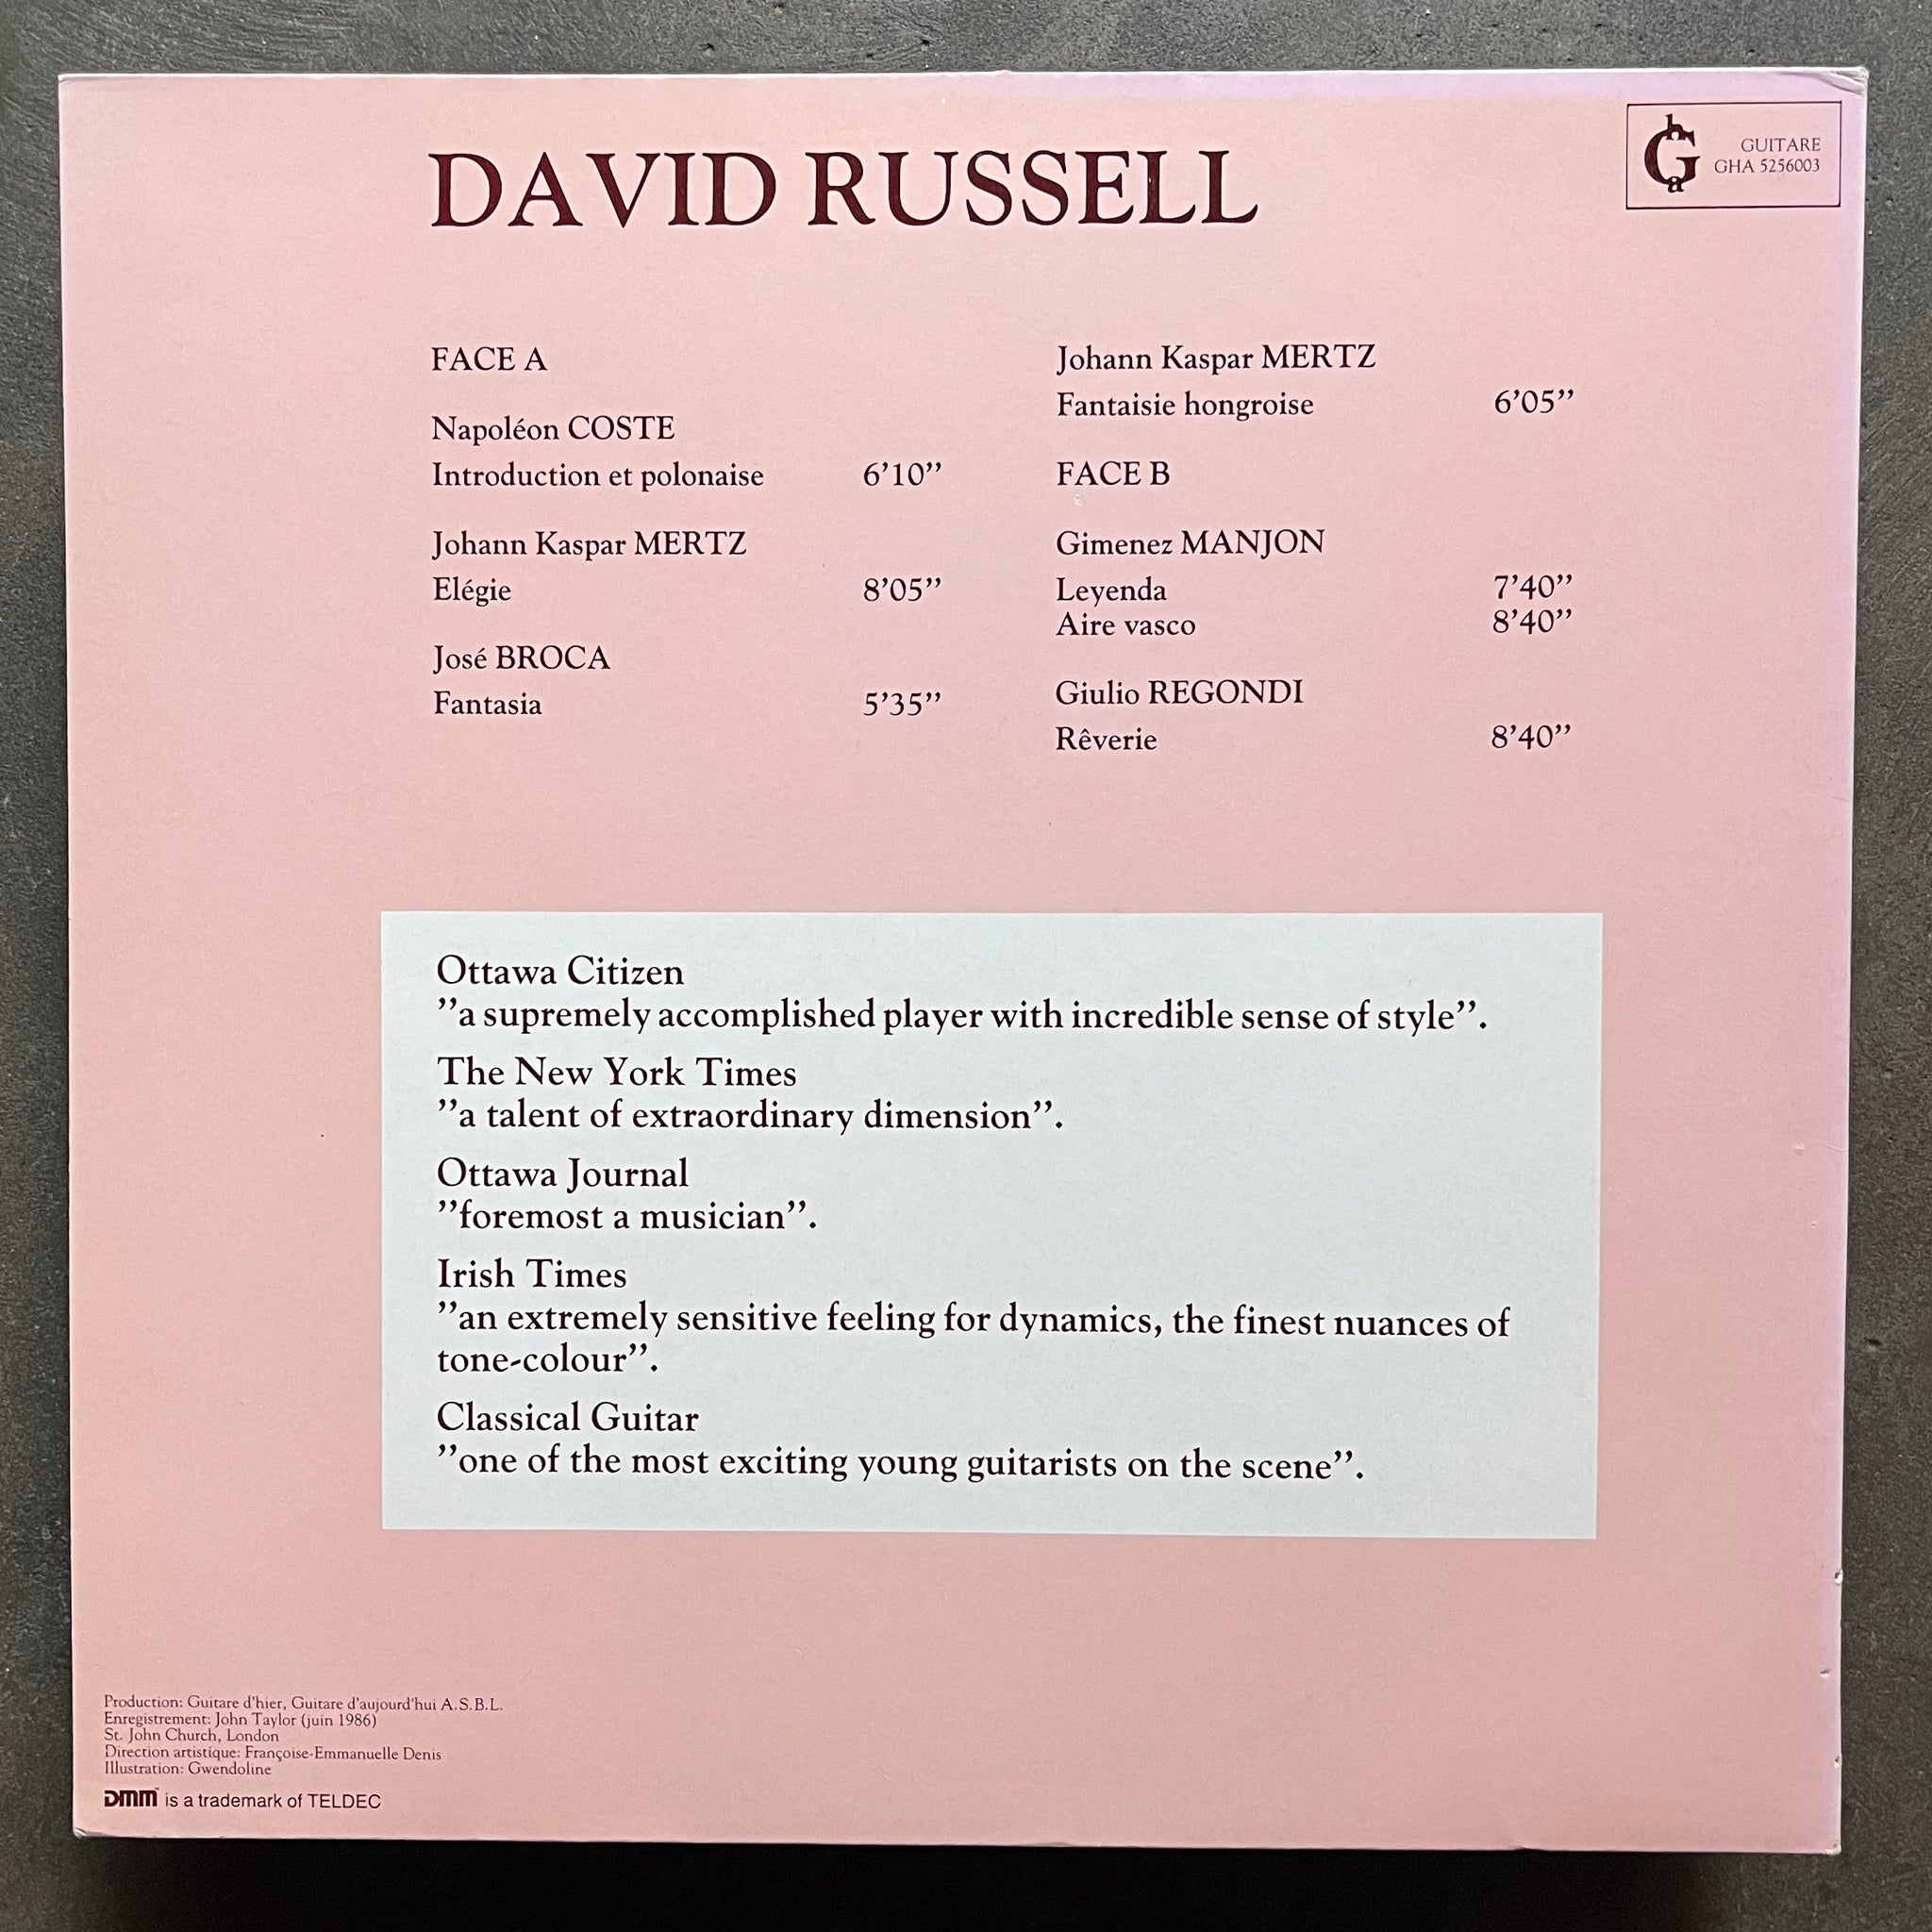 DAVID RUSSELL
hGa
GUITARE
GHA 5256003
FACE A
Napoléon COSTE
Introduction et polonaise 6'10''
Johann Kaspar MERTZ
Elégie 8'05''
José BROCA
Fantasia 5'35''
Johann Kaspar MERTZ
Fantaisie hongroise 6'05''
FACE B
Gimenez MANJON
Leyenda 7'40''
Aire vasco 8'40''
Giulio REGONDI
Rêverie 8'40''
Ottawa Citizen
''a supremely accomplished player with incredible sense of style''.
The New York Times
''a talent of extraordinary dimension''.
Ottawa Journal
''foremost a musician''.
Irish Times
''an extremely sensitive feeling for dynamics, the finest nuances of
tone-colour''.
Classical Guitar
''one of the most exciting young guitarists on the scene''.
Production: Guitare d'hier, Guitare d'aujourd'hui A.S.B.L.
Enregistrement: John Taylor (juin 1986)
St. John Church, London
Direction artistique: Françoise-Emmanuelle Denis
Illustration: Gwendoline
DMM™ is a trademark of TELDEC